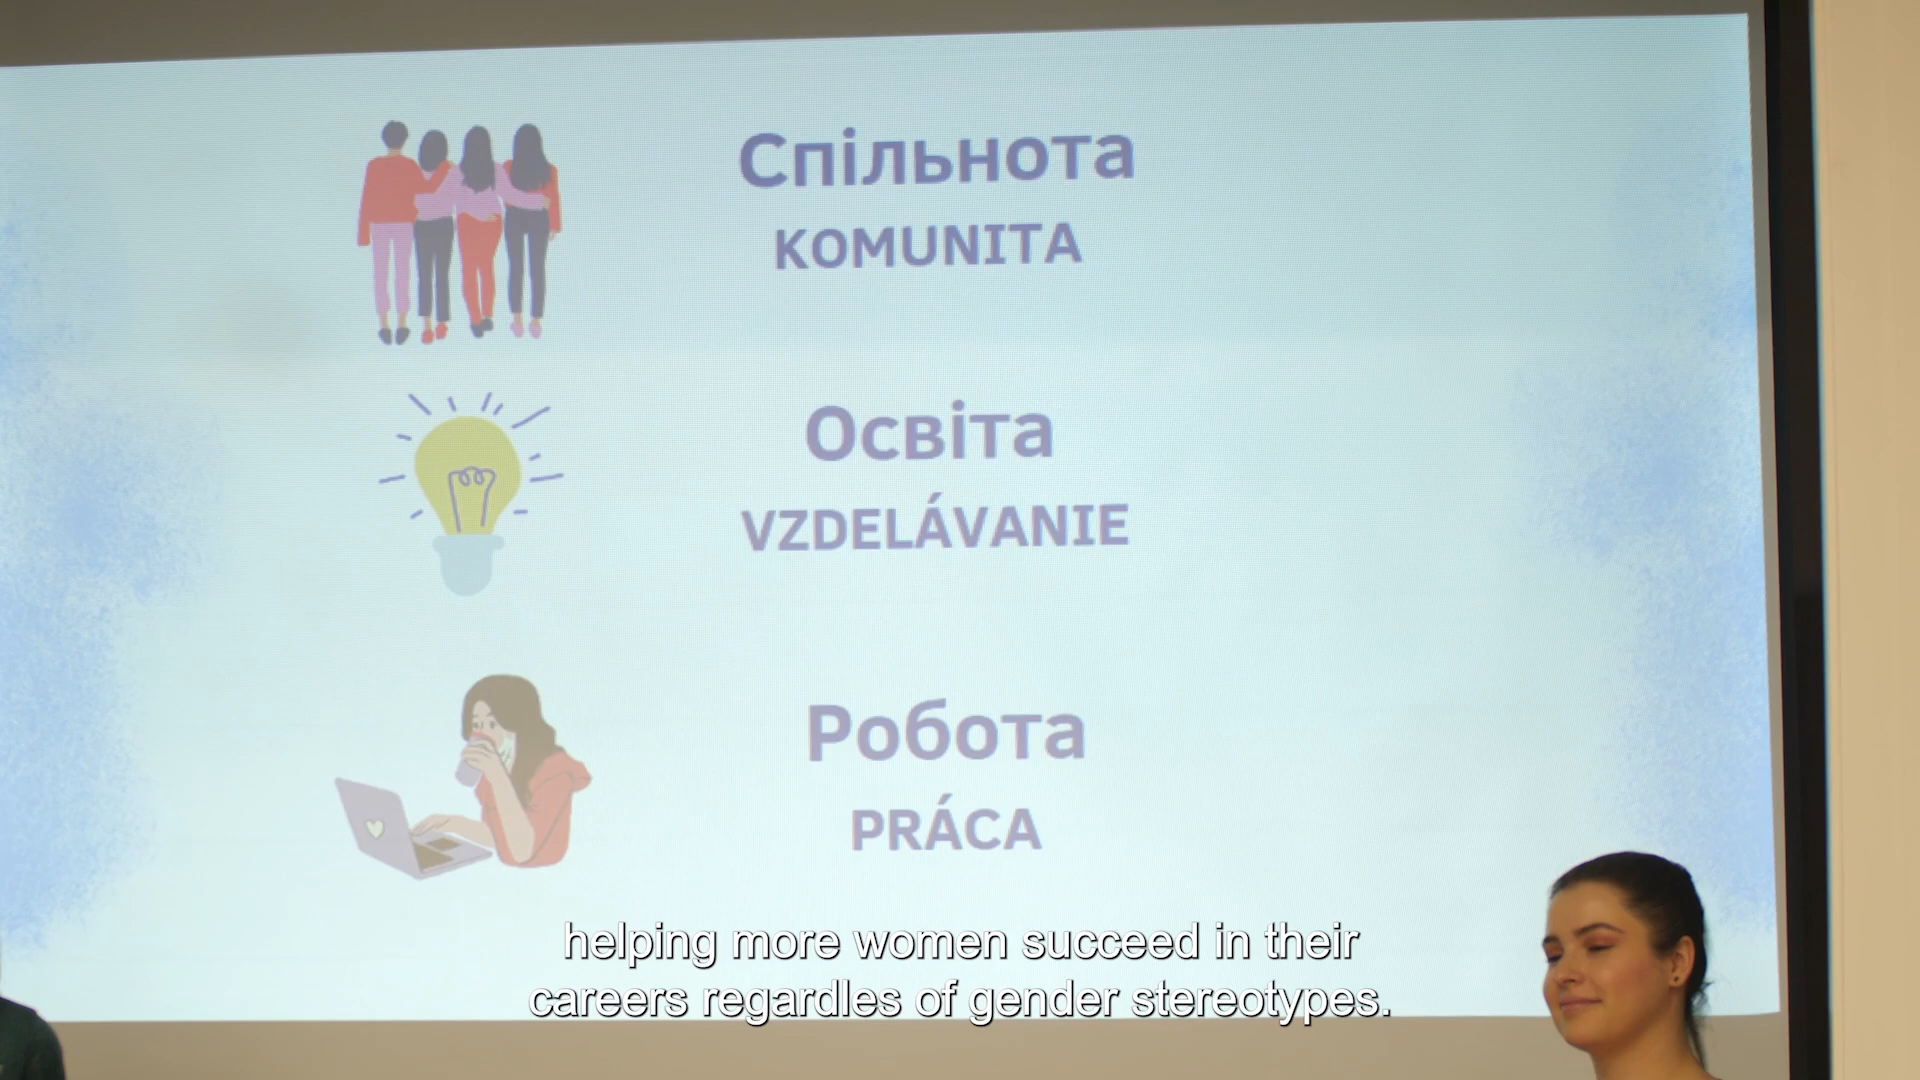 Спільнота
KOMUNITA
Освіта
VZDELÁVANIE
Робота
PRÁCA
helping more women succeed in their
careers regardles of gender stereotypes.